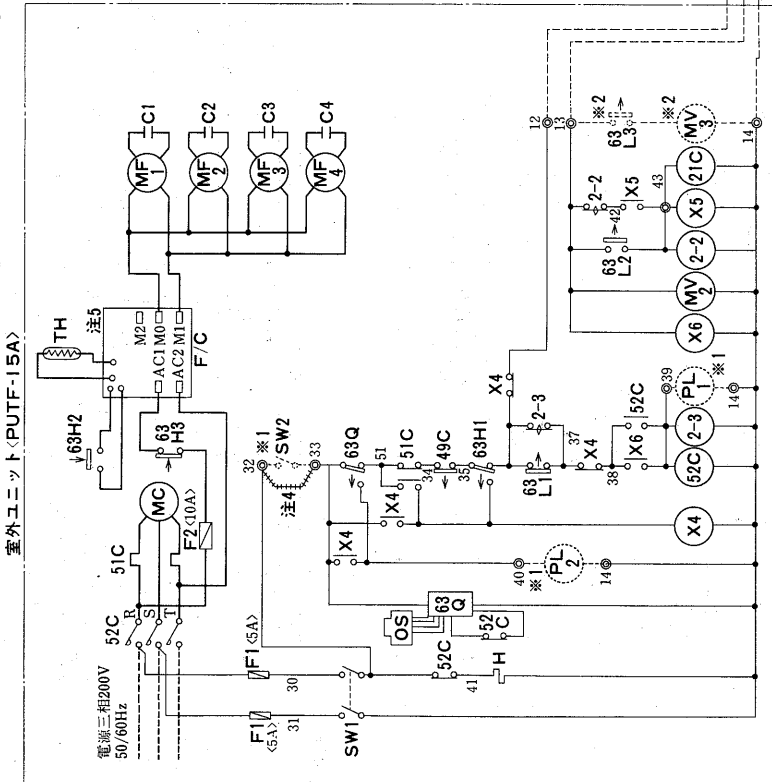 室外ユニット〈PUTF-15A〉
電源三相200V
50/60Hz
52C
R
S
T
51C
MC
63H2
TH
注5
M2
AC1 M0
AC2 M1
F/C
63
H3
F2〈10A〉
MF
1
C1
MF
2
C2
MF
3
C3
MF
4
C4
F1〈5A〉
30
F1
〈5A〉
31
SW1
52C
41
H
OS
63
Q
52
C
32
※1
SW2
33
注4
63Q
51
51C
34
49C
35
63H1
X4
X4
X4
40
※1
PL
2
14
X4
2-3
63
L1
37
X4
38
52C
X6
39
PL
1
※1
14
2-3
52C
X4
12
13
※2
63
L3
※2
MV
3
14
2-2
42
X5
43
63
L2
21C
X5
2-2
MV
2
X6